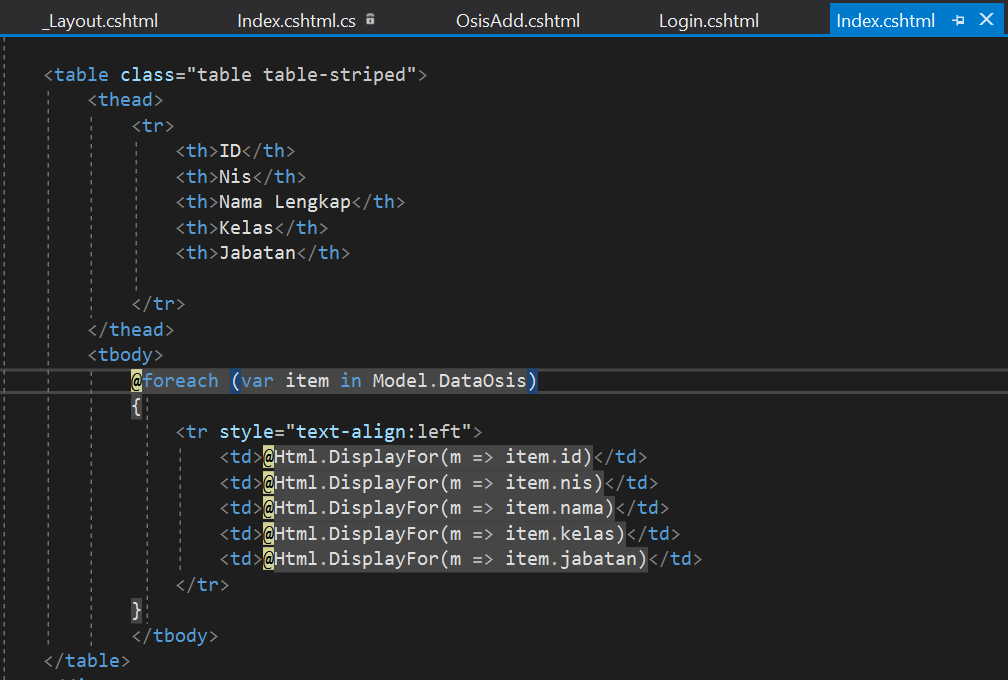 _Layout.cshtml Index.cshtml.cs OsisAdd.cshtml Login.cshtml Index.cshtml
<table class="table table-striped">
<thead>
<tr>
<th>ID</th>
<th>Nis</th>
<th>Nama Lengkap</th>
<th>Kelas</th>
<th>Jabatan</th>
</tr>
</thead>
<tbody>
@foreach (var item in Model.DataOsis)
{
<tr style="text-align:left">
<td>@Html.DisplayFor(m => item.id)</td>
<td>@Html.DisplayFor(m => item.nis)</td>
<td>@Html.DisplayFor(m => item.nama)</td>
<td>@Html.DisplayFor(m => item.kelas)</td>
<td>@Html.DisplayFor(m => item.jabatan)</td>
</tr>
}
</tbody>
</table>